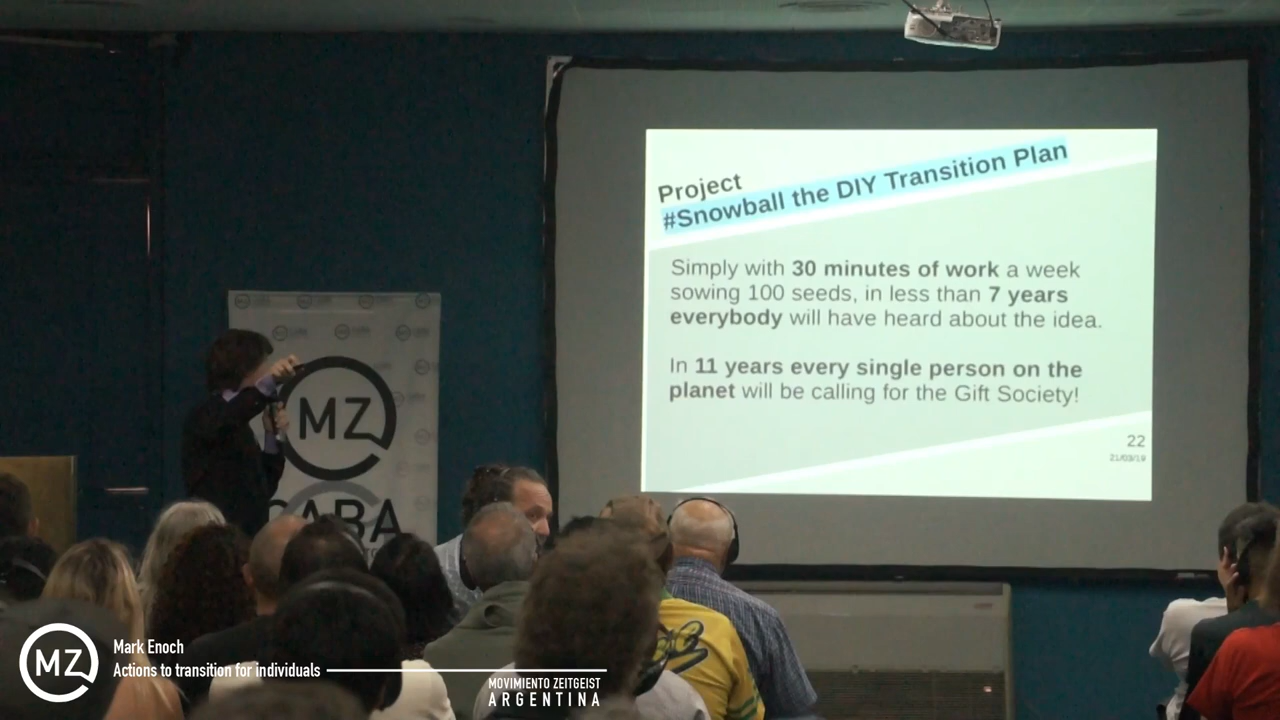 Project
#Snowball the DIY Transition Plan
Simply with 30 minutes of work a week
sowing 100 seeds, in less than 7 years
everybody will have heard about the idea.
In 11 years every single person on the
planet will be calling for the Gift Society!
22
21/03/19
MZ
CABA
MZ
Mark Enoch
Actions to transition for individuals
MOVIMIENTO ZEITGEIST
ARGENTINA